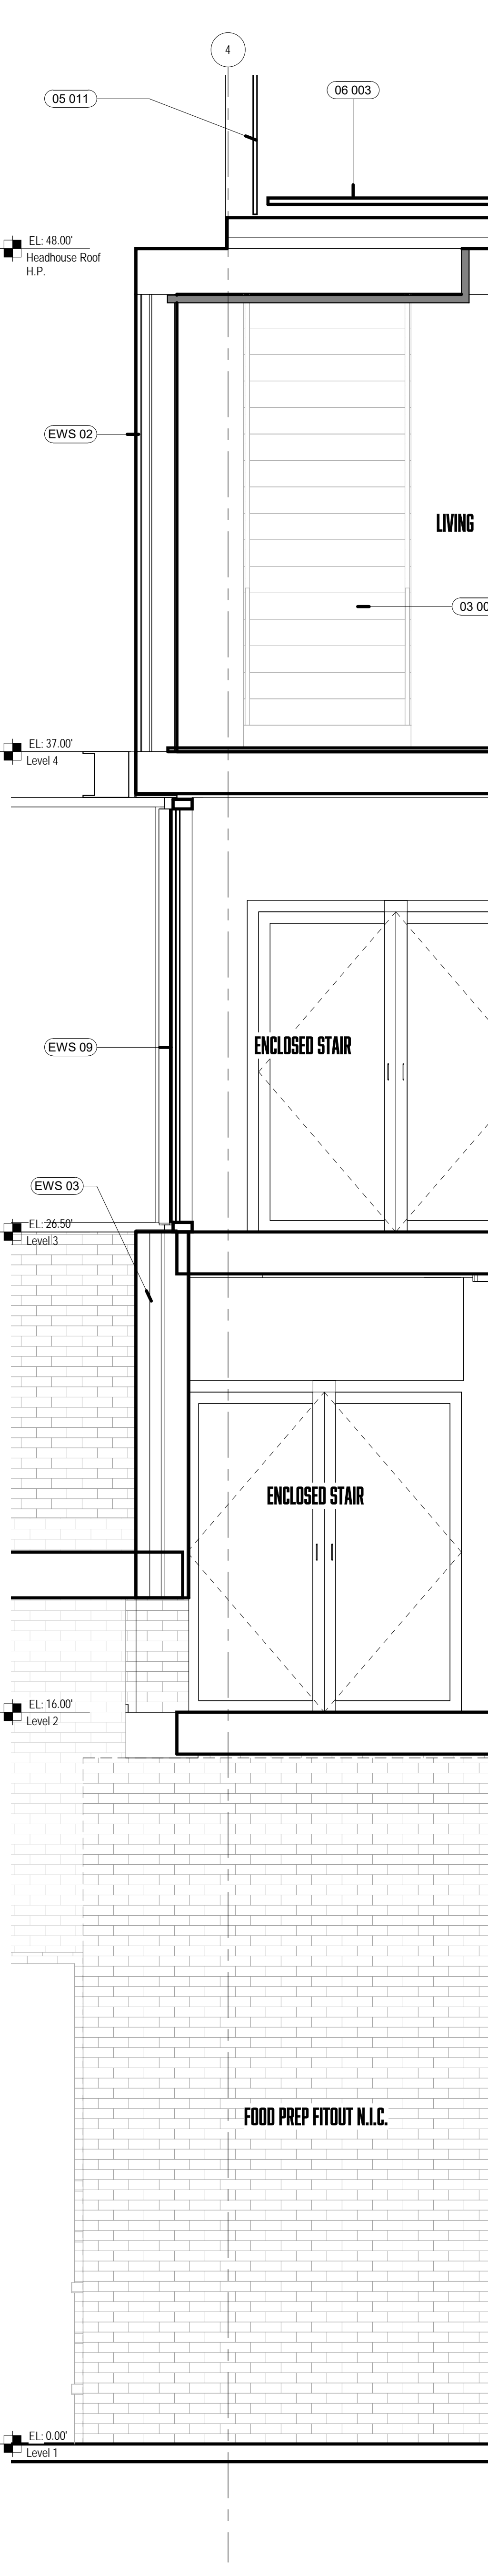 4
05 011
06 003
EL: 48.00'
Headhouse Roof
H.P.
EWS 02
LIVING
03 00
EL: 37.00'
Level 4
ENCLOSED STAIR
EWS 09
EWS 03
EL: 26.50'
Level 3
ENCLOSED STAIR
EL: 16.00'
Level 2
FOOD PREP FITOUT N.I.C.
EL: 0.00'
Level 1